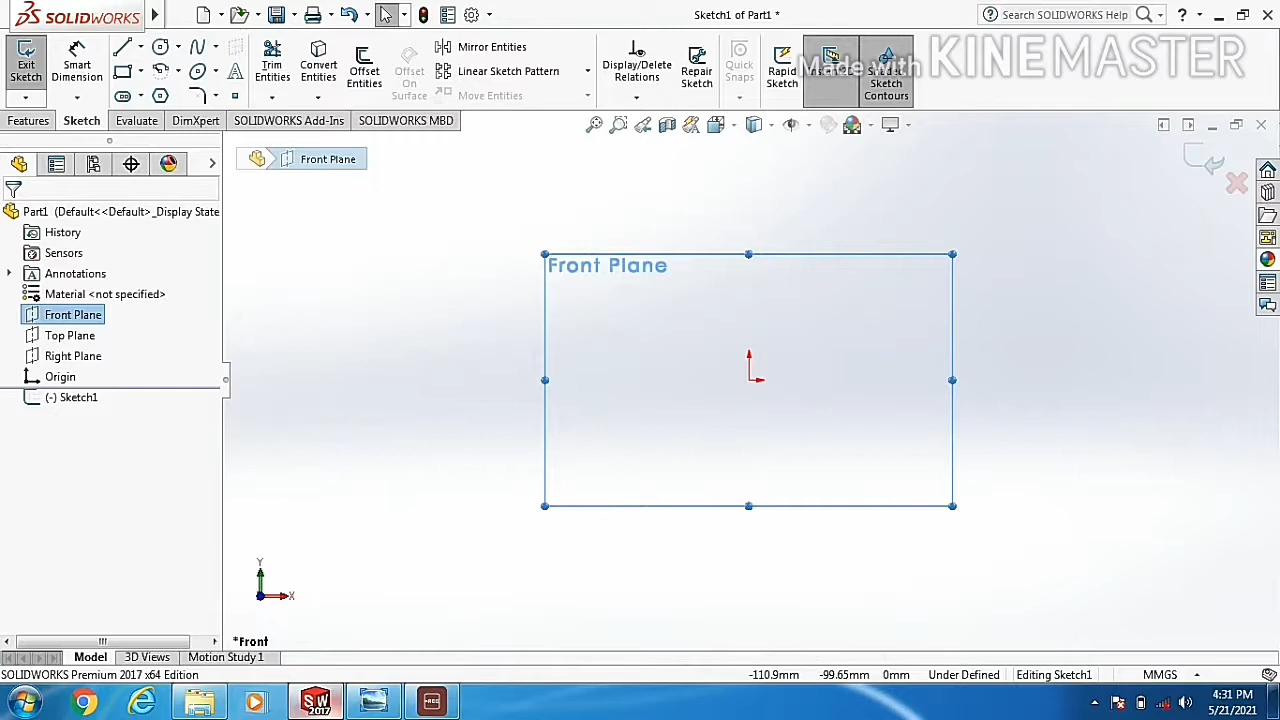 SOLIDWORKS
Sketch1 of Part1 *
Search SOLIDWORKS Help
?
Exit Sketch
Smart Dimension
Trim Entities
Convert Entities
Offset Entities
Offset On Surface
Mirror Entities
Linear Sketch Pattern
Move Entities
Display/Delete Relations
Repair Sketch
Quick Snaps
Rapid Sketch
Shaded Sketch Contours
Made with KINEMASTER
Features
Sketch
Evaluate
DimXpert
SOLIDWORKS Add-Ins
SOLIDWORKS MBD
Front Plane
Part1 (Default<<Default>_Display State
History
Sensors
Annotations
Material <not specified>
Front Plane
Top Plane
Right Plane
Origin
(-) Sketch1
Front Plane
Y
X
*Front
Model
3D Views
Motion Study 1
SOLIDWORKS Premium 2017 x64 Edition
-110.9mm
-99.65mm
0mm
Under Defined
Editing Sketch1
MMGS
SW
2017
4:31 PM
5/21/2021